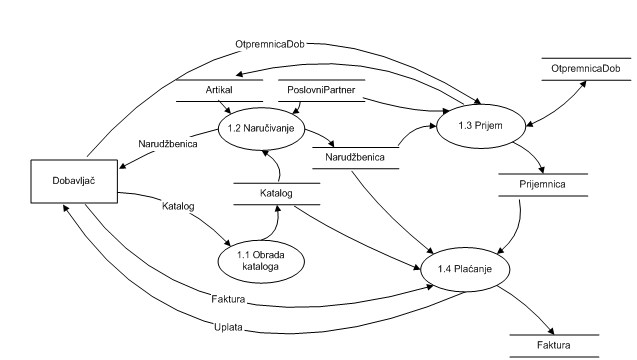 OtpremnicaDob
OtpremnicaDob
Artikal
PoslovniPartner
1.2 Naručivanje
1.3 Prijem
Narudžbenica
Narudžbenica
Dobavljač
Katalog
Prijemnica
Katalog
1.1 Obrada
kataloga
1.4 Plaćanje
Faktura
Uplata
Faktura